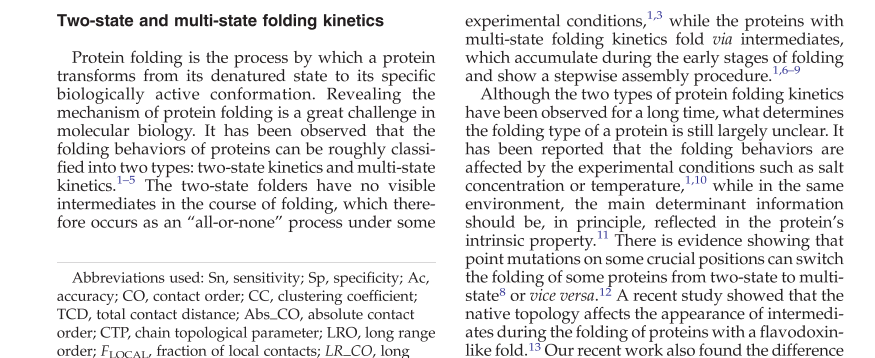 Two-state and multi-state folding kinetics
Protein folding is the process by which a protein
transforms from its denatured state to its specific
biologically active conformation. Revealing the
mechanism of protein folding is a great challenge in
molecular biology. It has been observed that the
folding behaviors of proteins can be roughly classi-
fied into two types: two-state kinetics and multi-state
kinetics.1–5 The two-state folders have no visible
intermediates in the course of folding, which there-
fore occurs as an “all-or-none” process under some
Abbreviations used: Sn, sensitivity; Sp, specificity; Ac,
accuracy; CO, contact order; CC, clustering coefficient;
TCD, total contact distance; Abs_CO, absolute contact
order; CTP, chain topological parameter; LRO, long range
order; FLOCAL, fraction of local contacts; LR_CO, long
experimental conditions,1,3 while the proteins with
multi-state folding kinetics fold via intermediates,
which accumulate during the early stages of folding
and show a stepwise assembly procedure.1,6–9
Although the two types of protein folding kinetics
have been observed for a long time, what determines
the folding type of a protein is still largely unclear. It
has been reported that the folding behaviors are
affected by the experimental conditions such as salt
concentration or temperature,1,10 while in the same
environment, the main determinant information
should be, in principle, reflected in the protein’s
intrinsic property.11 There is evidence showing that
point mutations on some crucial positions can switch
the folding of some proteins from two-state to multi-
state8 or vice versa.12 A recent study showed that the
native topology affects the appearance of intermedi-
ates during the folding of proteins with a flavodoxin-
like fold.13 Our recent work also found the difference